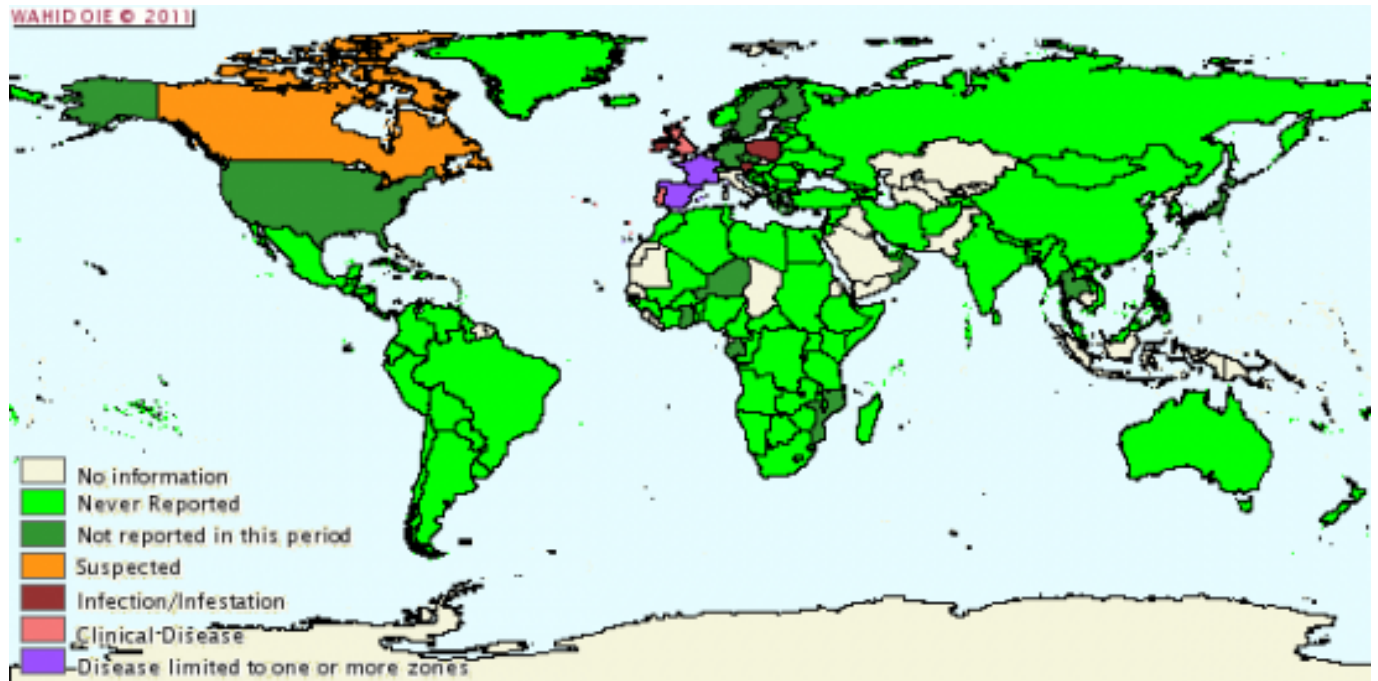 WAHID OIE © 2011
No information
Never Reported
Not reported in this period
Suspected
Infection/Infestation
Clinical Disease
Disease limited to one or more zones